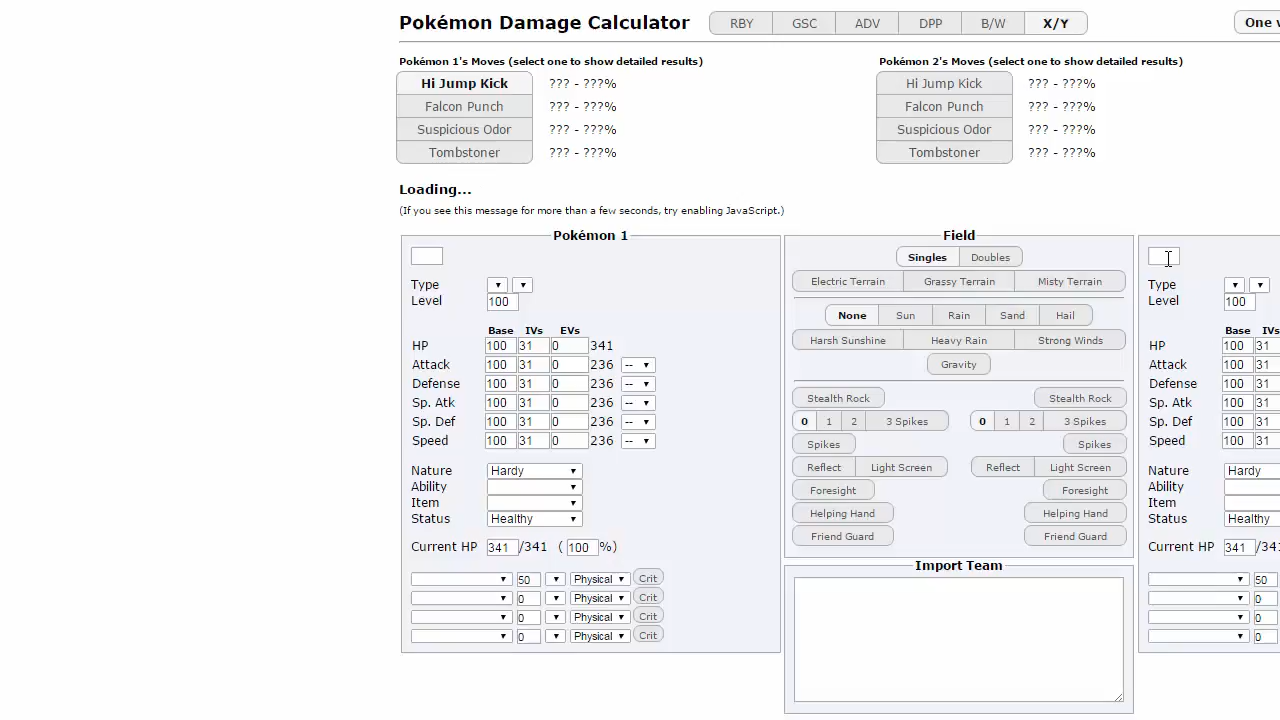 Pokémon Damage Calculator RBY GSC ADV DPP B/W X/Y One
Pokémon 1's Moves (select one to show detailed results) Pokémon 2's Moves (select one to show detailed results)
Hi Jump Kick ??? - ???% Hi Jump Kick ??? - ???%
Falcon Punch ??? - ???% Falcon Punch ??? - ???%
Suspicious Odor ??? - ???% Suspicious Odor ??? - ???%
Tombstoner ??? - ???% Tombstoner ??? - ???%
Loading...
(If you see this message for more than a few seconds, try enabling JavaScript.)
Pokémon 1 Field
Singles Doubles
Electric Terrain Grassy Terrain Misty Terrain
Type Type
Level 100 Level 100
None Sun Rain Sand Hail
Base IVs EVs Base IVs
Harsh Sunshine Heavy Rain Strong Winds
HP 100 31 0 341 HP 100 31
Attack 100 31 0 236 -- Gravity Attack 100 31
Defense 100 31 0 236 -- Defense 100 31
Sp. Atk 100 31 0 236 -- Stealth Rock Stealth Rock Sp. Atk 100 31
Sp. Def 100 31 0 236 -- 0 1 2 3 Spikes 0 1 2 3 Spikes Sp. Def 100 31
Speed 100 31 0 236 -- Spikes Spikes Speed 100 31
Nature Hardy Reflect Light Screen Reflect Light Screen Nature Hardy
Ability Foresight Foresight Ability
Item Item
Status Healthy Helping Hand Helping Hand Status Healthy
Friend Guard Friend Guard
Current HP 341 /341 ( 100 %) Current HP 341 /341
Import Team
50 Physical Crit 50
0 Physical Crit 0
0 Physical Crit 0
0 Physical Crit 0